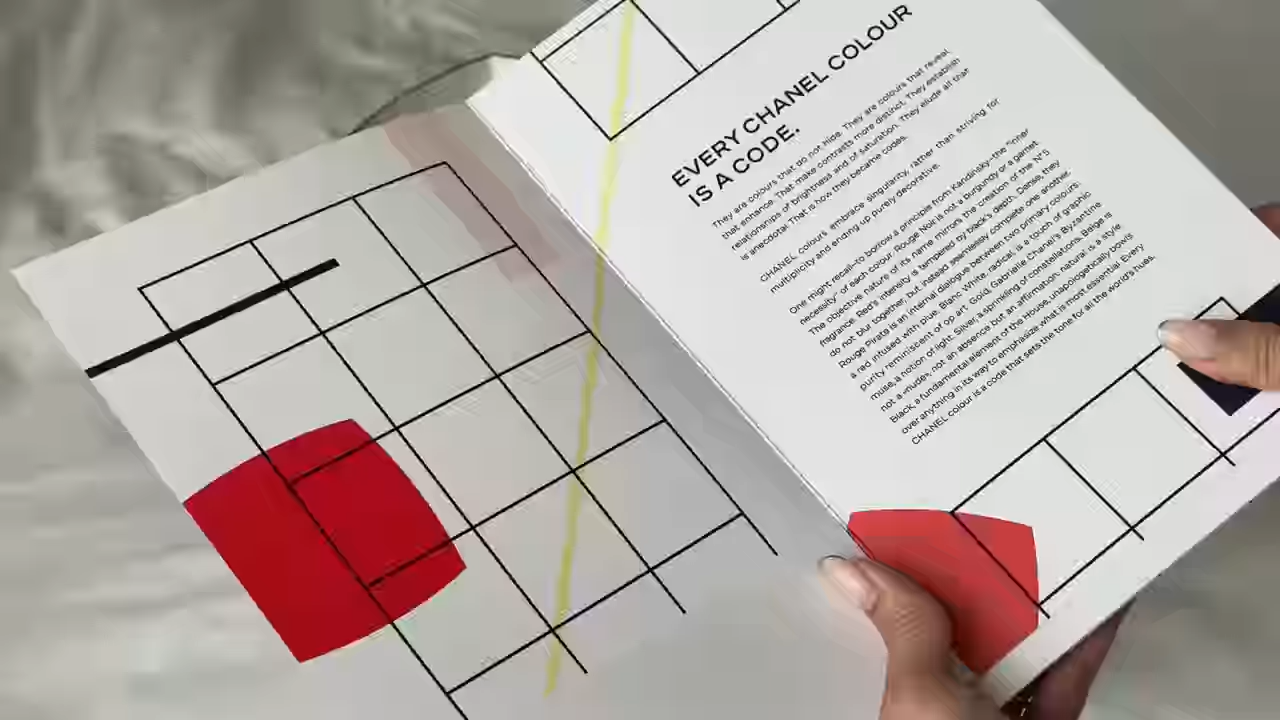 EVERY CHANEL COLOUR
IS A CODE.
They are colours that do not hide. They are colours that reveal,
that enhance. That make contrasts more distinct. They establish
relationships of brightness and of saturation. They elude all that
is anecdotal. That is how they became codes.
CHANEL colours embrace singularity, rather than striving for
multiplicity and ending up purely decorative.
One might recall—to borrow a principle from Kandinsky—the "inner
necessity" of each colour. Rouge Noir is not a burgundy or a garnet.
The objective nature of its name mirrors the creation of the N°5
fragrance. Red's intensity is tempered by black's depth. Dense, they
do not blur together, but instead seamlessly complete one another.
Rouge Pirate is an internal dialogue between two primary colours:
a red infused with blue. Blanc White, radical, is a touch of graphic
purity reminiscent of op art. Gold, Gabrielle Chanel's Byzantine
muse, a notion of light. Silver, a sprinkling of constellations. Beige is
not a «nude», nor an absence but an affirmation: natural is a style.
Black, a fundamental element of the House, unapologetically bowls
over anything in its way to emphasize what is most essential. Every
CHANEL colour is a code that sets the tone for all the world's hues.